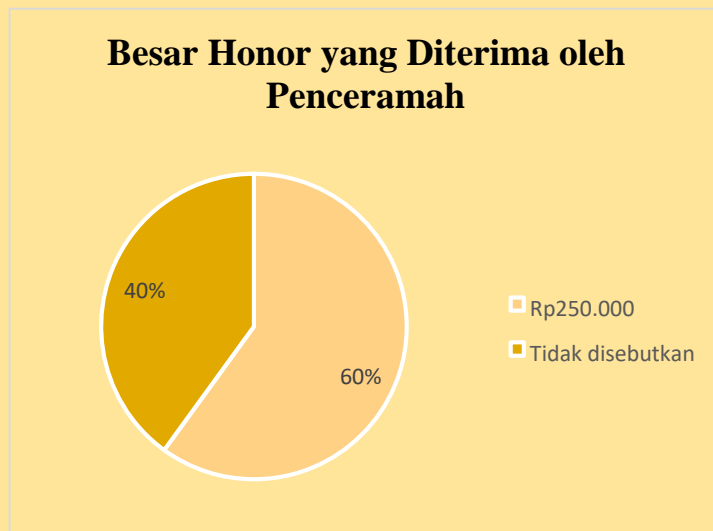 Besar Honor yang Diterima oleh
Penceramah
40%
60%
Rp250.000
Tidak disebutkan